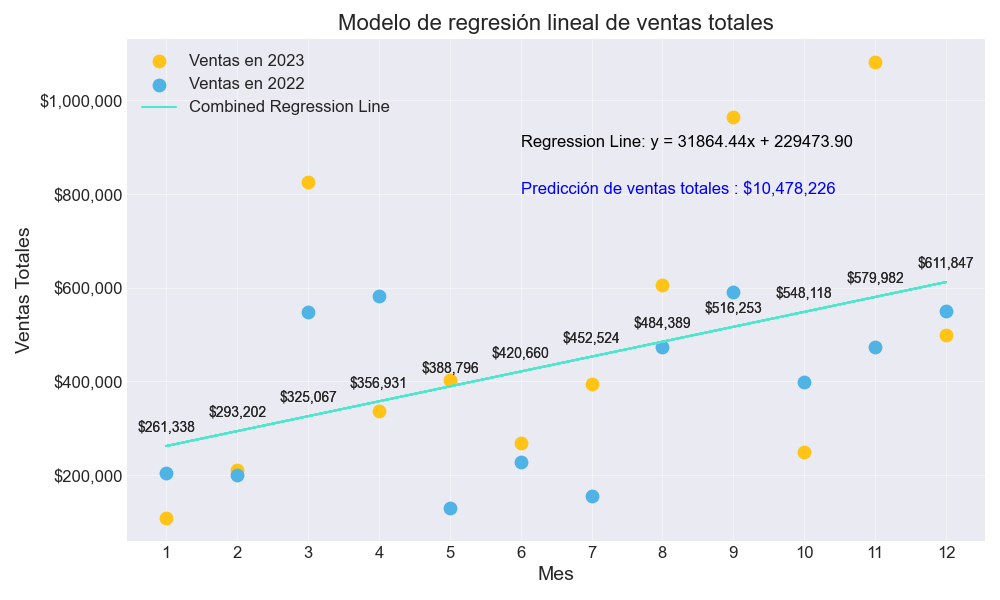 Modelo de regresión lineal de ventas totales
Ventas en 2023
Ventas en 2022
Combined Regression Line
Regression Line: y = 31864.44x + 229473.90
Predicción de ventas totales : $10,478,226
Ventas Totales
$1,000,000
$800,000
$600,000
$400,000
$200,000
$261,338
$293,202
$325,067
$356,931
$388,796
$420,660
$452,524
$484,389
$516,253
$548,118
$579,982
$611,847
1 2 3 4 5 6 7 8 9 10 11 12
Mes